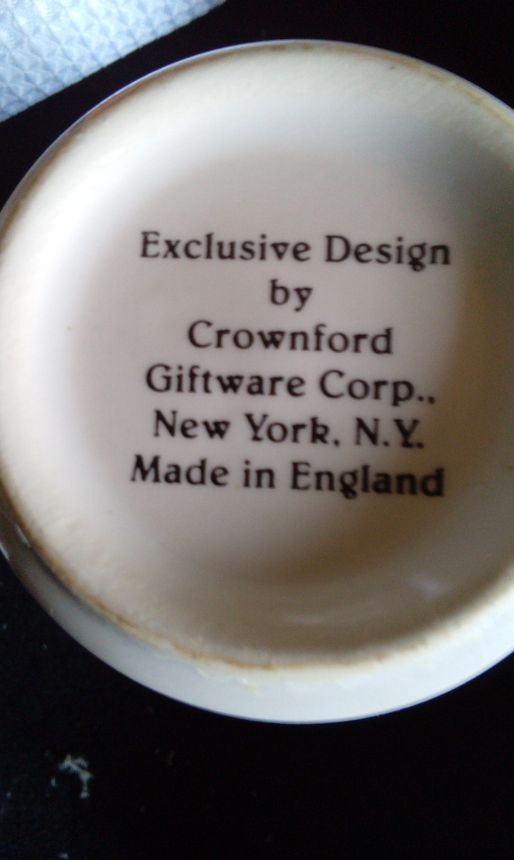 Exclusive Design
by
Crownford
Giftware Corp.,
New York, N.Y.
Made in England